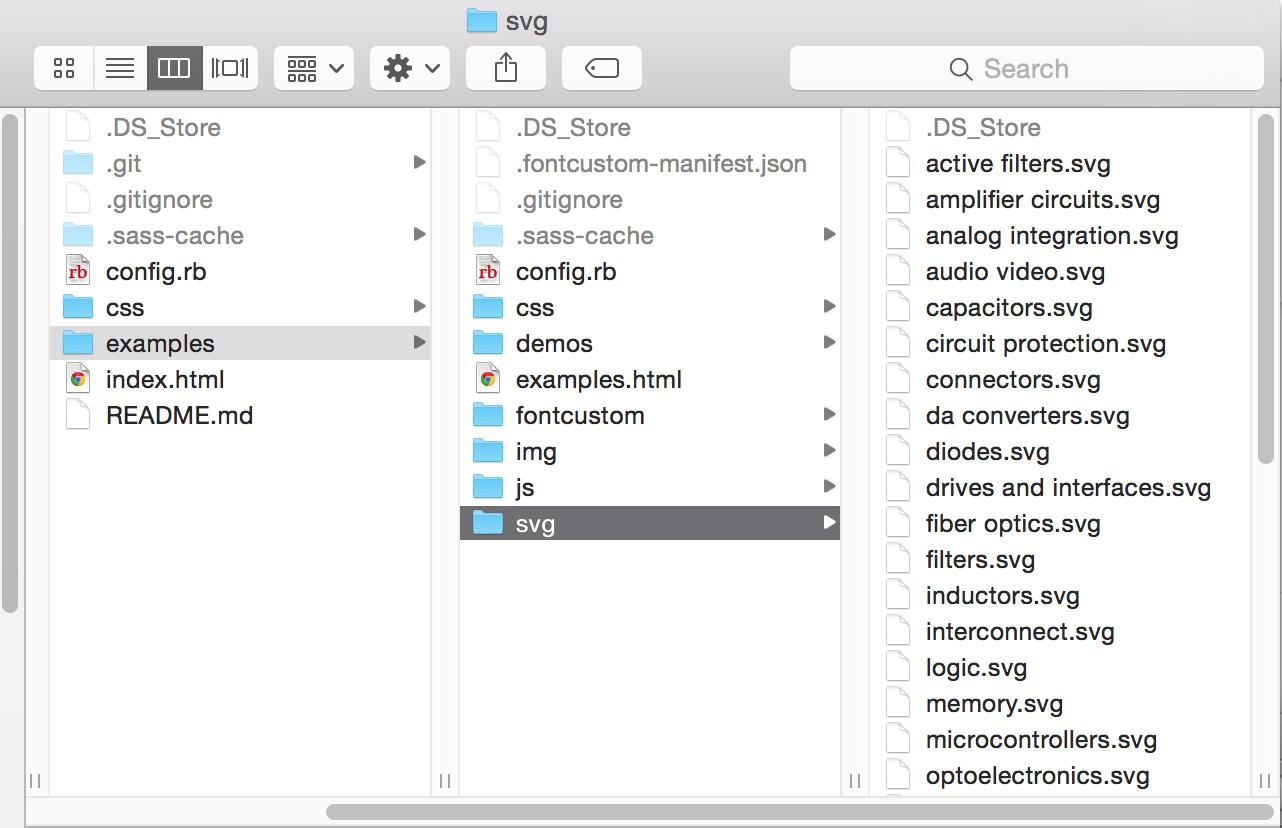 svg
Search
.DS_Store
.git
.gitignore
.sass-cache
rb config.rb
css
examples
index.html
README.md
.DS_Store
.fontcustom-manifest.json
.gitignore
.sass-cache
rb config.rb
css
demos
examples.html
fontcustom
img
js
svg
.DS_Store
active filters.svg
amplifier circuits.svg
analog integration.svg
audio video.svg
capacitors.svg
circuit protection.svg
connectors.svg
da converters.svg
diodes.svg
drives and interfaces.svg
fiber optics.svg
filters.svg
inductors.svg
interconnect.svg
logic.svg
memory.svg
microcontrollers.svg
optoelectronics.svg